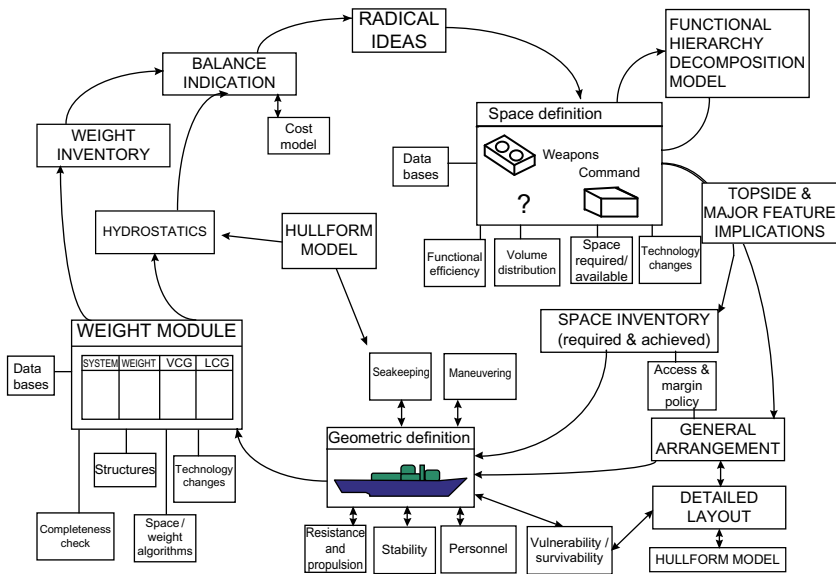 RADICAL
IDEAS
FUNCTIONAL
HIERARCHY
DECOMPOSITION
MODEL
BALANCE
INDICATION
Cost
model
WEIGHT
INVENTORY
Space definition
Weapons
Command
?
Data
bases
Functional
efficiency
Volume
distribution
Space
required/
available
Technology
changes
TOPSIDE &
MAJOR FEATURE
IMPLICATIONS
HYDROSTATICS
HULLFORM
MODEL
WEIGHT MODULE
SYSTEM WEIGHT VCG LCG
Data
bases
Structures
Technology
changes
Completeness
check
Space /
weight
algorithms
SPACE INVENTORY
(required & achieved)
Access &
margin
policy
Seakeeping
Maneuvering
Geometric definition
GENERAL
ARRANGEMENT
DETAILED
LAYOUT
HULLFORM MODEL
Resistance
and
propulsion
Stability
Personnel
Vulnerability /
survivability